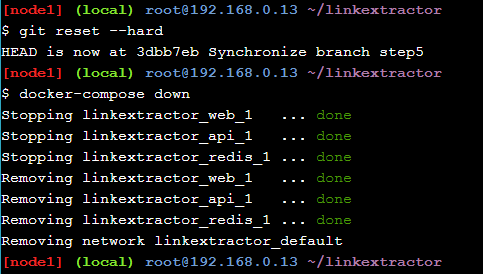 [node1] (local) root@192.168.0.13 ~/linkextractor
$ git reset --hard
HEAD is now at 3dbb7eb Synchronize branch step5
[node1] (local) root@192.168.0.13 ~/linkextractor
$ docker-compose down
Stopping linkextractor_web_1   ... done
Stopping linkextractor_api_1   ... done
Stopping linkextractor_redis_1 ... done
Removing linkextractor_web_1   ... done
Removing linkextractor_api_1   ... done
Removing linkextractor_redis_1 ... done
Removing network linkextractor_default
[node1] (local) root@192.168.0.13 ~/linkextractor